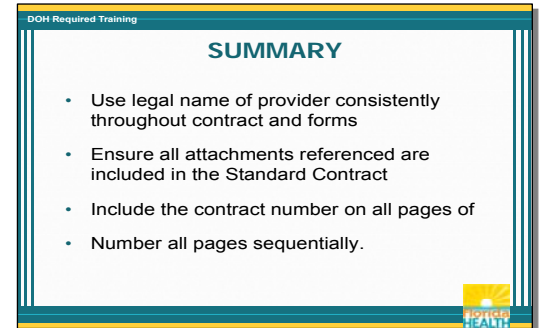 DOH Required Training
SUMMARY
• Use legal name of provider consistently
throughout contract and forms
• Ensure all attachments referenced are
included in the Standard Contract
• Include the contract number on all pages of
• Number all pages sequentially.
Florida
HEALTH